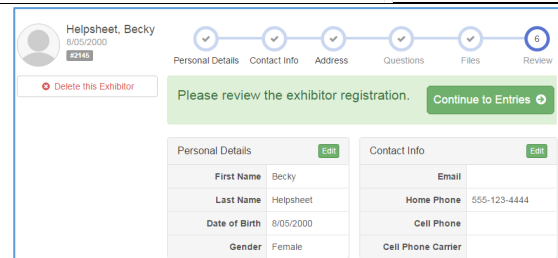 Helpsheet, Becky
8/05/2000
#2145
Delete this Exhibitor
6
Personal Details Contact Info Address Questions Files Review
Please review the exhibitor registration. Continue to Entries
Personal Details Edit
First Name Becky
Last Name Helpsheet
Date of Birth 8/05/2000
Gender Female
Contact Info Edit
Email
Home Phone 555-123-4444
Cell Phone
Cell Phone Carrier